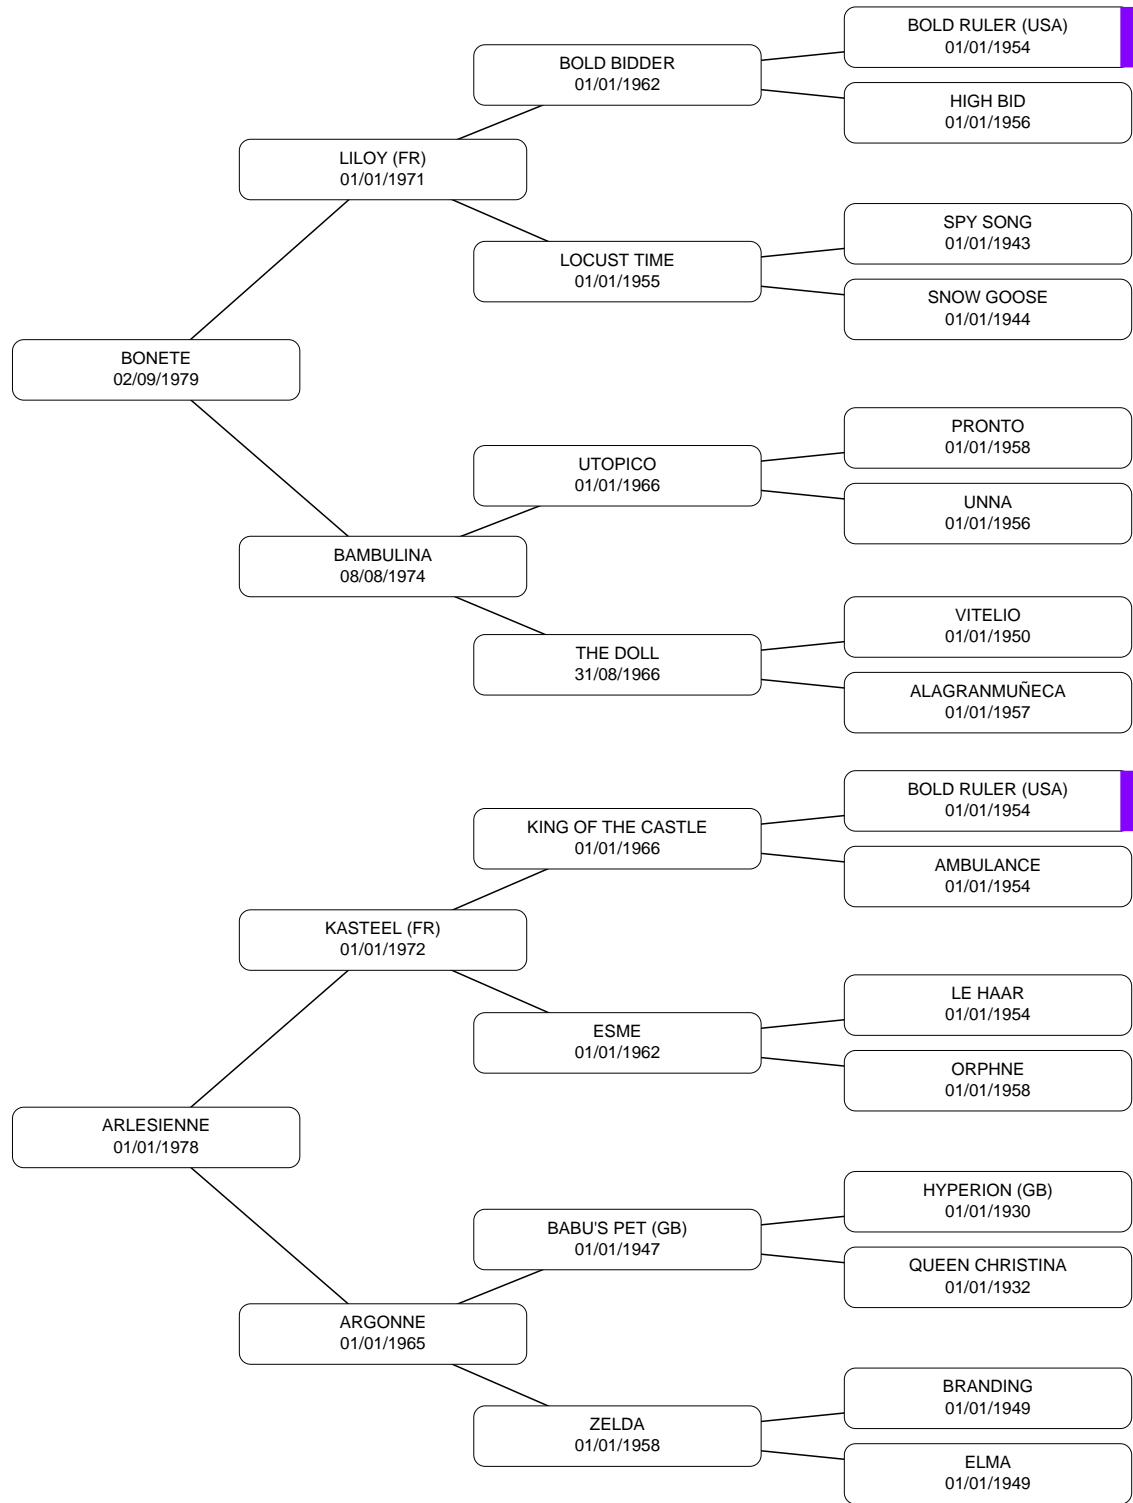 BOLD RULER (USA)
01/01/1954
BOLD BIDDER
01/01/1962
HIGH BID
01/01/1956
LILOY (FR)
01/01/1971
SPY SONG
01/01/1943
LOCUST TIME
01/01/1955
SNOW GOOSE
01/01/1944
BONETE
02/09/1979
PRONTO
01/01/1958
UTOPICO
01/01/1966
UNNA
01/01/1956
BAMBULINA
08/08/1974
VITELIO
01/01/1950
THE DOLL
31/08/1966
ALAGRANMUÑECA
01/01/1957
BOLD RULER (USA)
01/01/1954
KING OF THE CASTLE
01/01/1966
AMBULANCE
01/01/1954
KASTEEL (FR)
01/01/1972
LE HAAR
01/01/1954
ESME
01/01/1962
ORPHNE
01/01/1958
ARLESIENNE
01/01/1978
HYPERION (GB)
01/01/1930
BABU'S PET (GB)
01/01/1947
QUEEN CHRISTINA
01/01/1932
ARGONNE
01/01/1965
BRANDING
01/01/1949
ZELDA
01/01/1958
ELMA
01/01/1949